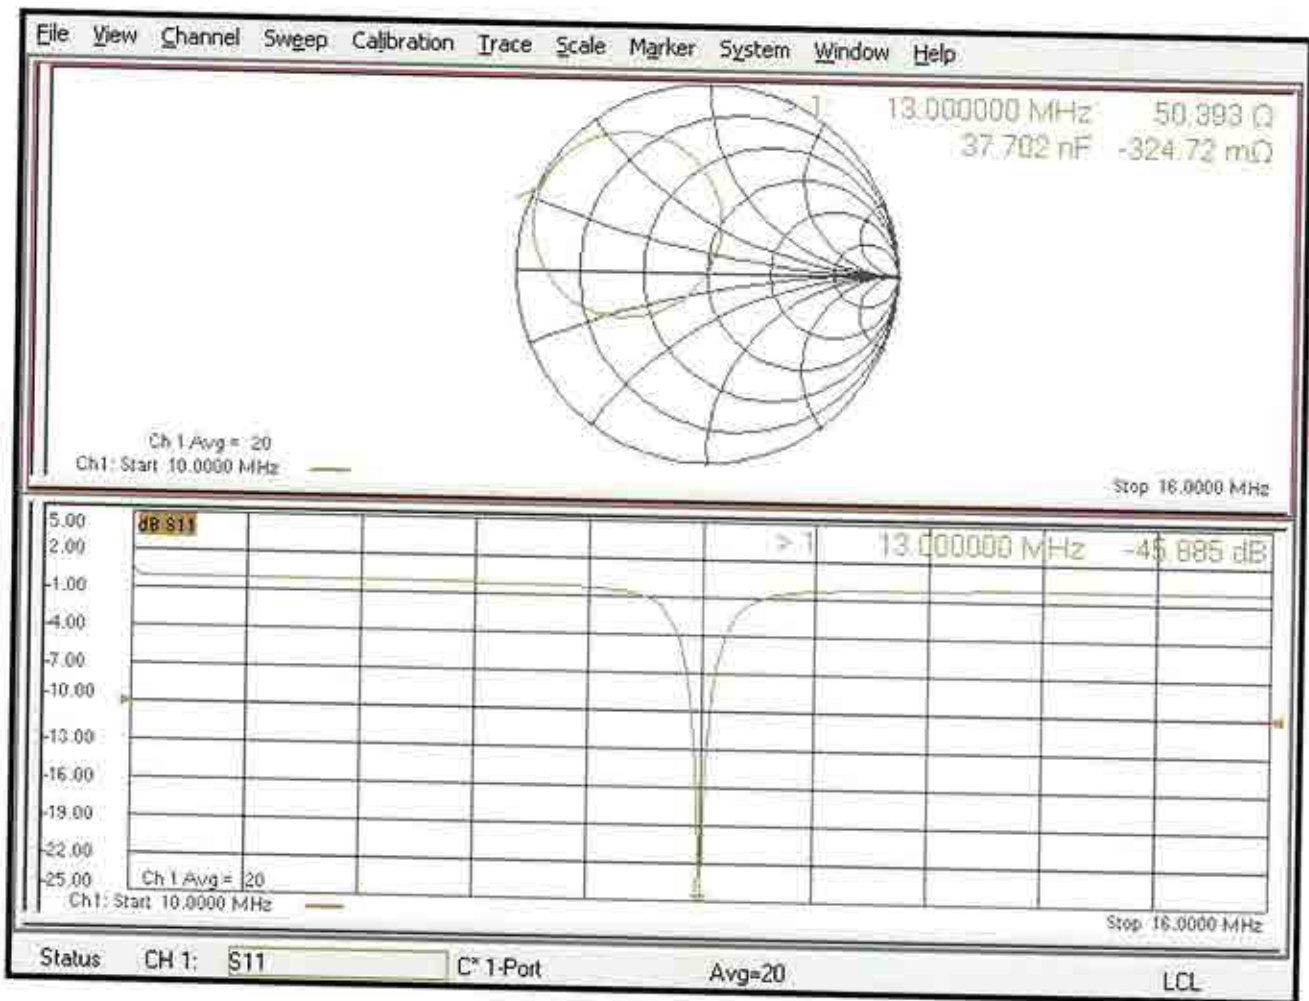 File View Channel Sweep Calibration Trace Scale Marker System Window Help
> 1 13.000000 MHz 50.393 Ω
37.702 nF -324.72 mΩ
Ch 1 Avg = 20
Ch1: Start 10.0000 MHz
Stop 16.0000 MHz
5.00
dB S11
> 1 13.000000 MHz -45.885 dB
2.00
-1.00
-4.00
-7.00
-10.00
-13.00
-16.00
-19.00
-22.00
-25.00
Ch 1 Avg = 20
Ch1: Start 10.0000 MHz
Stop 16.0000 MHz
Status CH 1: S11 C* 1-Port Avg=20 LCL